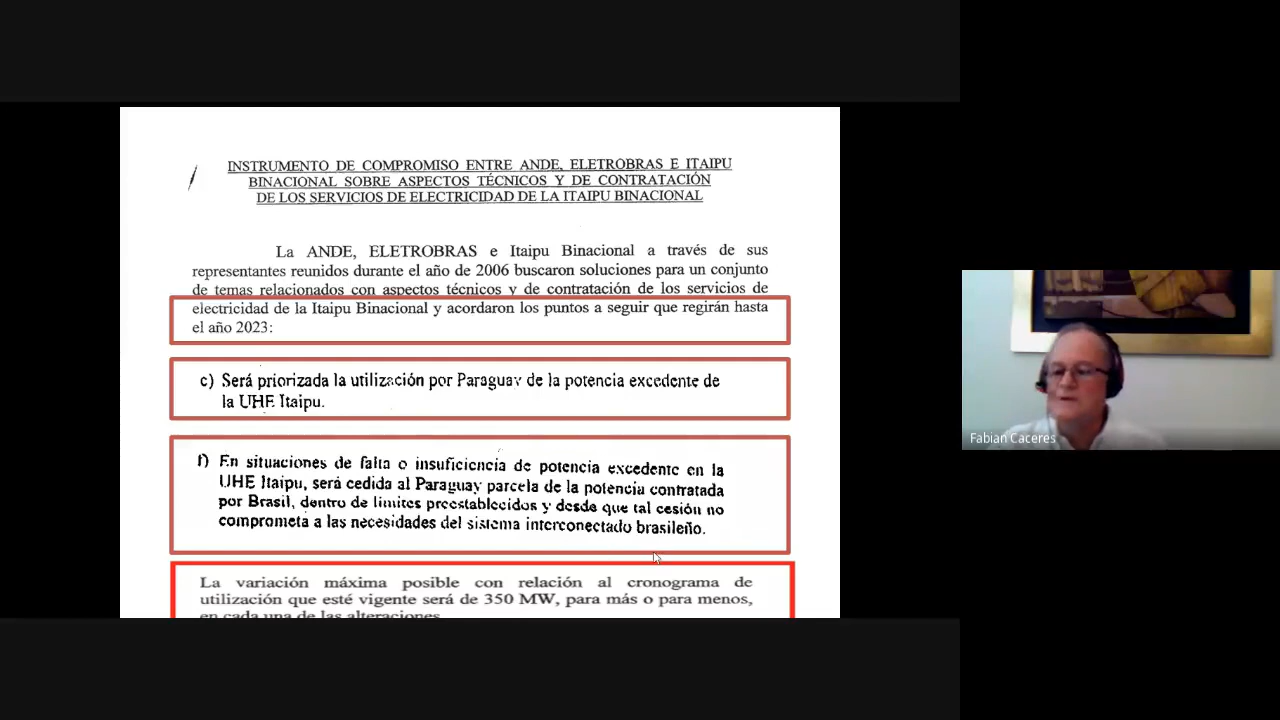 INSTRUMENTO DE COMPROMISO ENTRE ANDE, ELETROBRAS E ITAIPU
BINACIONAL SOBRE ASPECTOS TÉCNICOS Y DE CONTRATACIÓN
DE LOS SERVICIOS DE ELECTRICIDAD DE LA ITAIPU BINACIONAL
La ANDE, ELETROBRAS e Itaipu Binacional a través de sus
representantes reunidos durante el año de 2006 buscaron soluciones para un conjunto
de temas relacionados con aspectos técnicos y de contratación de los servicios de
electricidad de la Itaipu Binacional y acordaron los puntos a seguir que regirán hasta
el año 2023:
c) Será priorizada la utilización por Paraguay de la potencia excedente de
la UHE Itaipu.
f) En situaciones de falta o insuficiencia de potencia excedente en la
UHE Itaipu, será cedida al Paraguay parcela de la potencia contratada
por Brasil, dentro de límites preestablecidos y desde que tal cesión no
comprometa a las necesidades del sistema interconectado brasileño.
La variación máxima posible con relación al cronograma de
utilización que esté vigente será de 350 MW, para más o para menos,
en cada una de las alteraciones
Fabian Caceres